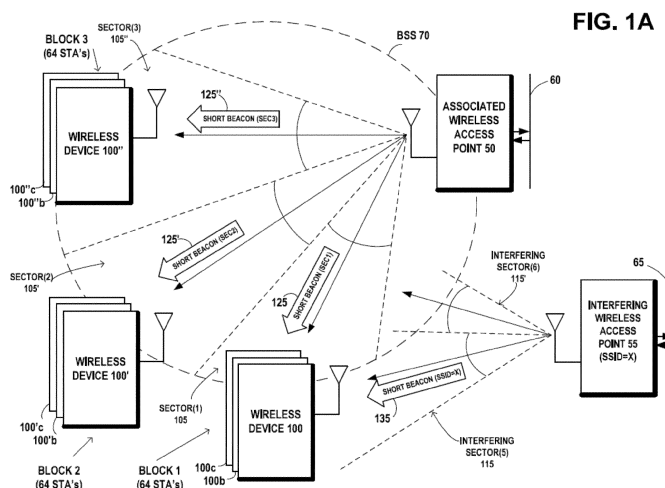 FIG. 1A
SECTOR(3)
105"
BLOCK 3
(64 STA's)
BSS 70
60
125"
SHORT BEACON (SEC3)
WIRELESS
DEVICE 100"
ASSOCIATED
WIRELESS
ACCESS
POINT 50
100"c
100"b
125'
SHORT BEACON (SEC2)
SECTOR(2)
105'
125
SHORT BEACON (SEC1)
INTERFERING
SECTOR(6)
115'
65
INTERFERING
WIRELESS
ACCESS
POINT 55
(SSID=X)
WIRELESS
DEVICE 100'
SHORT BEACON (SSID=X)
135
SECTOR(1)
105
WIRELESS
DEVICE 100
100'c
100'b
INTERFERING
SECTOR(5)
115
BLOCK 2
(64 STA's)
BLOCK 1
(64 STA's)
100c
100b